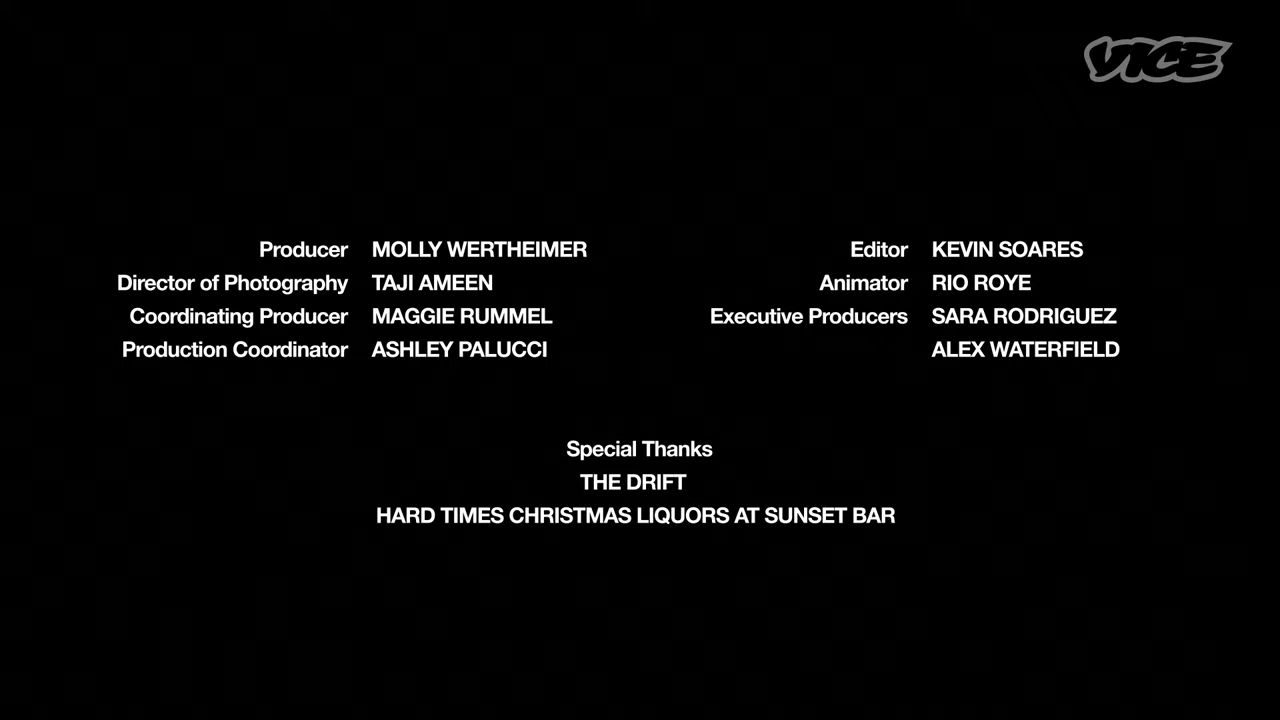 VICE
Producer MOLLY WERTHEIMER
Director of Photography TAJI AMEEN
Coordinating Producer MAGGIE RUMMEL
Production Coordinator ASHLEY PALUCCI
Editor KEVIN SOARES
Animator RIO ROYE
Executive Producers SARA RODRIGUEZ
ALEX WATERFIELD
Special Thanks
THE DRIFT
HARD TIMES CHRISTMAS LIQUORS AT SUNSET BAR